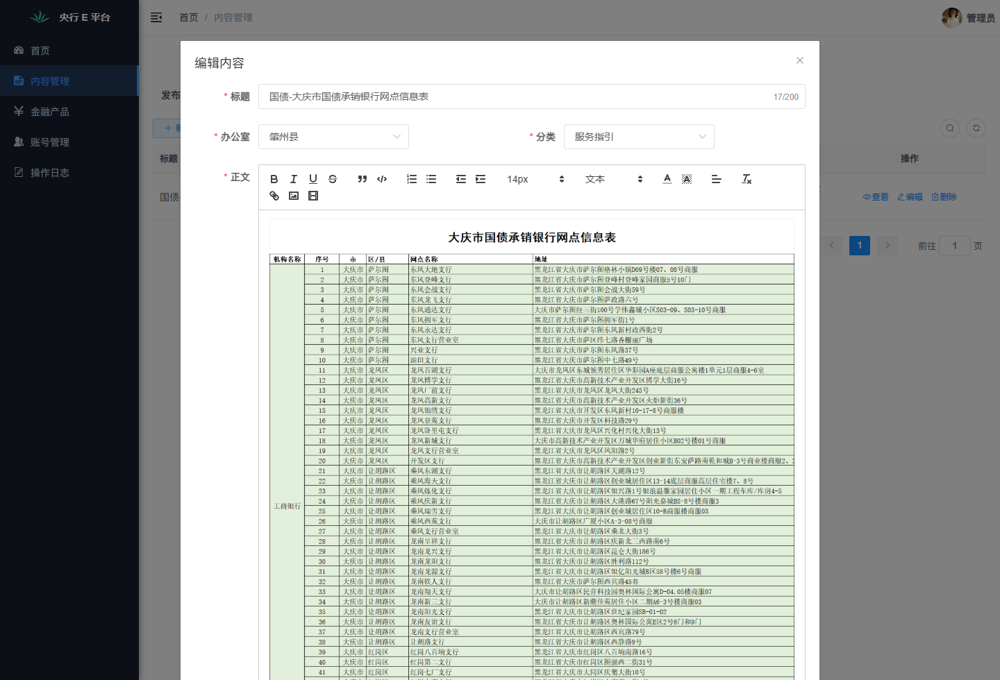 央行 E 平台
首页 / 内容管理
管理员
首页
内容管理
金融产品
账号管理
操作日志
发布
标题
操作
国债-
查看 编辑 删除
1
前往 1 页
编辑内容
* 标题 国债-大庆市国债承销银行网点信息表 17/200
* 办公室 肇州县 * 分类 服务指引
* 正文
14px 文本
大庆市国债承销银行网点信息表
机构名称 序号 市 区/县 网点名称 地址
工商银行
1 大庆市 萨尔图 东风大地支行 黑龙江省大庆市萨尔图格林小镇D09号楼07、08号商服
2 大庆市 萨尔图 东风登峰支行 黑龙江省大庆市萨尔图登峰村登峰家园商服5号10门
3 大庆市 萨尔图 东风会战支行 黑龙江省大庆市萨尔图会战大街59号
4 大庆市 萨尔图 东风龙飞支行 黑龙江省大庆市萨尔图萨政路六号
5 大庆市 萨尔图 东风通达支行 大庆市萨尔图经三街100号学伟鑫城小区S03-09、S03-10号商服
6 大庆市 萨尔图 东风拥军支行 黑龙江省大庆市萨尔图拥军街1号
7 大庆市 萨尔图 东风永达支行 黑龙江省大庆市萨尔图东风新村政西街2号
8 大庆市 萨尔图 东风支行营业室 黑龙江省大庆市萨区纬七路香榭丽广场
9 大庆市 萨尔图 兴业支行 黑龙江省大庆市萨尔图东风路37号
10 大庆市 萨尔图 油田支行 黑龙江省大庆市萨尔图中七路49号
11 大庆市 龙凤区 龙凤百湖支行 大庆市龙凤区东城领秀居住区华彩园A座底层商服公寓楼1单元1层商服4-6室
12 大庆市 龙凤区 龙凤博学支行 黑龙江省大庆市高新技术产业开发区博学大街16号
13 大庆市 龙凤区 龙凤厂前支行 黑龙江省大庆市龙凤区龙凤大街245号
14 大庆市 龙凤区 龙凤高新支行 黑龙江省大庆市高新技术产业开发区火炬新街36号
15 大庆市 龙凤区 龙凤锦绣支行 黑龙江省大庆市开发区东风新村10-17-8号商服楼
16 大庆市 龙凤区 龙凤景苑支行 黑龙江省大庆市开发区科技路29号
17 大庆市 龙凤区 龙凤卧里屯支行 黑龙江省大庆市龙凤区兴化村兴化大街13号
18 大庆市 龙凤区 龙凤新城支行 大庆市高新技术产业开发区万城华府居住小区B02号楼01号商服
19 大庆市 龙凤区 龙凤支行营业室 黑龙江省大庆市龙凤区凤阳路2号
20 大庆市 龙凤区 开发区支行 黑龙江省大庆市高新技术产业开发区创业新街东安萨路南乾和城B-3号商业楼商服2、3
21 大庆市 让胡路区 乘风东湖支行 黑龙江省大庆市让胡路区天湖路12号
22 大庆市 让胡路区 乘风海天支行 黑龙江省大庆市让胡路区创业城居住区13-14底层商服高层住宅楼7、8号
23 大庆市 让胡路区 乘风炼化支行 黑龙江省大庆市让胡路区银兴路1号银浪温馨家园居住小区一期工程车库/库房4-5
24 大庆市 让胡路区 乘风庆新支行 黑龙江省大庆市让胡路区大港路67号阳光嘉城BS-8号楼商服3
25 大庆市 让胡路区 乘风瑞雪支行 黑龙江省大庆市让胡路区创业城居住区10-B商服楼商服03
26 大庆市 让胡路区 乘风西苑支行 大庆市让胡路区广厦小区A-3-08号商服
27 大庆市 让胡路区 乘风支行营业室 黑龙江省大庆市让胡路区乘北大街3号
28 大庆市 让胡路区 龙南呈祥支行 黑龙江省大庆市让胡路区庆新北三西路南6号
29 大庆市 让胡路区 龙南龙兴支行 黑龙江省大庆市让胡路区昆仑大街186号
30 大庆市 让胡路区 龙南龙阳支行 黑龙江省大庆市让胡路区胜利路112号
31 大庆市 让胡路区 龙南龙源支行 黑龙江省大庆市让胡路区银亿阳光城B区58号楼6号商服
32 大庆市 让胡路区 龙南铁人支行 黑龙江省大庆市萨尔图西宾路45巷
33 大庆市 让胡路区 龙南翔天支行 大庆市让胡路区民营科技园奥林国际公寓D-04.05楼商服07
34 大庆市 让胡路区 龙南新三支行 大庆市让胡路区新潮佳苑居住小区二期A6-3号楼商服03
35 大庆市 让胡路区 龙南阳光支行 黑龙江省大庆市让胡路区世纪家园SB-01-02
36 大庆市 让胡路区 龙南友谊支行 黑龙江省大庆市让胡路区奥林国际公寓E区2号8门和9门
37 大庆市 让胡路区 龙南支行营业室 黑龙江省大庆市让胡路区西宾路79号
38 大庆市 让胡路区 让胡路支行 黑龙江省大庆市让胡路区西静路9号
39 大庆市 红岗区 红岗八百垧支行 黑龙江省大庆市红岗区八百垧南路16号
40 大庆市 红岗区 红岗第二支行 黑龙江省大庆市红岗区图强西二街31号
41 大庆市 红岗区 红岗七厂支行 黑龙江省大庆市大同区庆葡大街10号